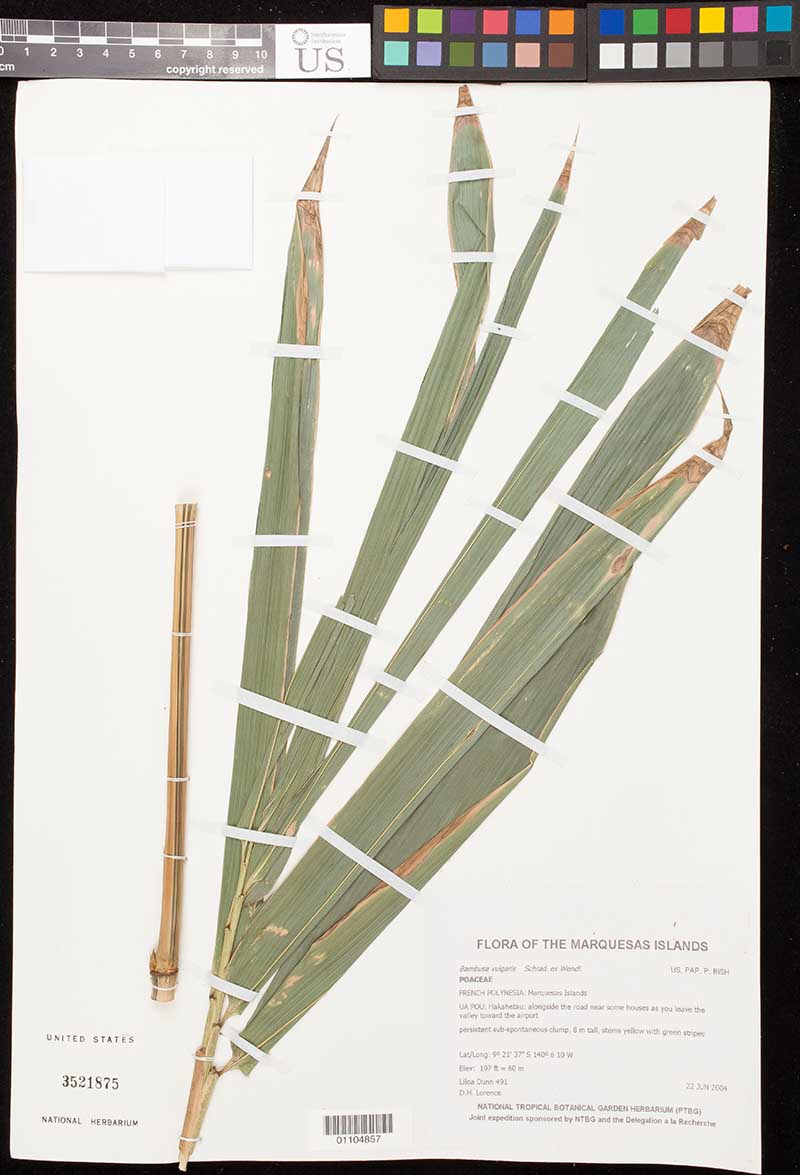 0 1 2 3 4 5 6 7 8 9 10
cm
copyright reserved
Smithsonian
US
FLORA OF THE MARQUESAS ISLANDS
Bambusa vulgaris Schrad. ex Wendl. US, PAP, P, BISH
POACEAE
FRENCH POLYNESIA: Marquesas Islands
UA POU: Hakahetau: alongside the road near some houses as you leave the
valley toward the airport
persistent sub-spontaneous clump, 8 m tall, stems yellow with green stripes
Lat/Long: 9° 21' 37" S 140° 6 10 W
Elev: 197 ft = 60 m
Liloa Dunn 491 22 JUN 2004
D.H. Lorence
NATIONAL TROPICAL BOTANICAL GARDEN HERBARIUM (PTBG)
Joint expedition sponsored by NTBG and the Delegation a la Recherche
UNITED STATES
3521875
NATIONAL HERBARIUM
01104857